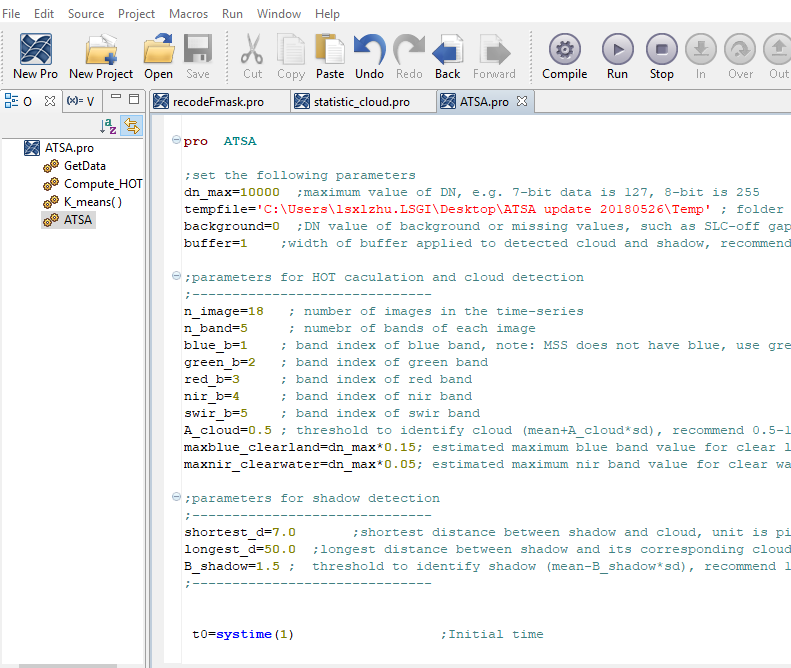 File Edit Source Project Macros Run Window Help
New Pro New Project Open Save Cut Copy Paste Undo Redo Back Forward Compile Run Stop In Over Out
O (x)= V recodeFmask.pro statistic_cloud.pro ATSA.pro
ATSA.pro
GetData
Compute_HOT
K_means()
ATSA
pro ATSA
;set the following parameters
dn_max=10000 ;maximum value of DN, e.g. 7-bit data is 127, 8-bit is 255
tempfile='C:\Users\lsxlzhu.LSGI\Desktop\ATSA update 20180526\Temp' ; folder
background=0 ;DN value of background or missing values, such as SLC-off gap
buffer=1 ;width of buffer applied to detected cloud and shadow, recommend
;parameters for HOT caculation and cloud detection
;------------------------------
n_image=18 ; number of images in the time-series
n_band=5 ; numebr of bands of each image
blue_b=1 ; band index of blue band, note: MSS does not have blue, use gre
green_b=2 ; band index of green band
red_b=3 ; band index of red band
nir_b=4 ; band index of nir band
swir_b=5 ; band index of swir band
A_cloud=0.5 ; threshold to identify cloud (mean+A_cloud*sd), recommend 0.5-1
maxblue_clearland=dn_max*0.15; estimated maximum blue band value for clear l
maxnir_clearwater=dn_max*0.05; estimated maximum nir band value for clear wa
;parameters for shadow detection
;------------------------------
shortest_d=7.0 ;shortest distance between shadow and cloud, unit is pi
longest_d=50.0 ;longest distance between shadow and its corresponding cloud
B_shadow=1.5 ; threshold to identify shadow (mean-B_shadow*sd), recommend 1
;------------------------------
t0=systime(1) ;Initial time